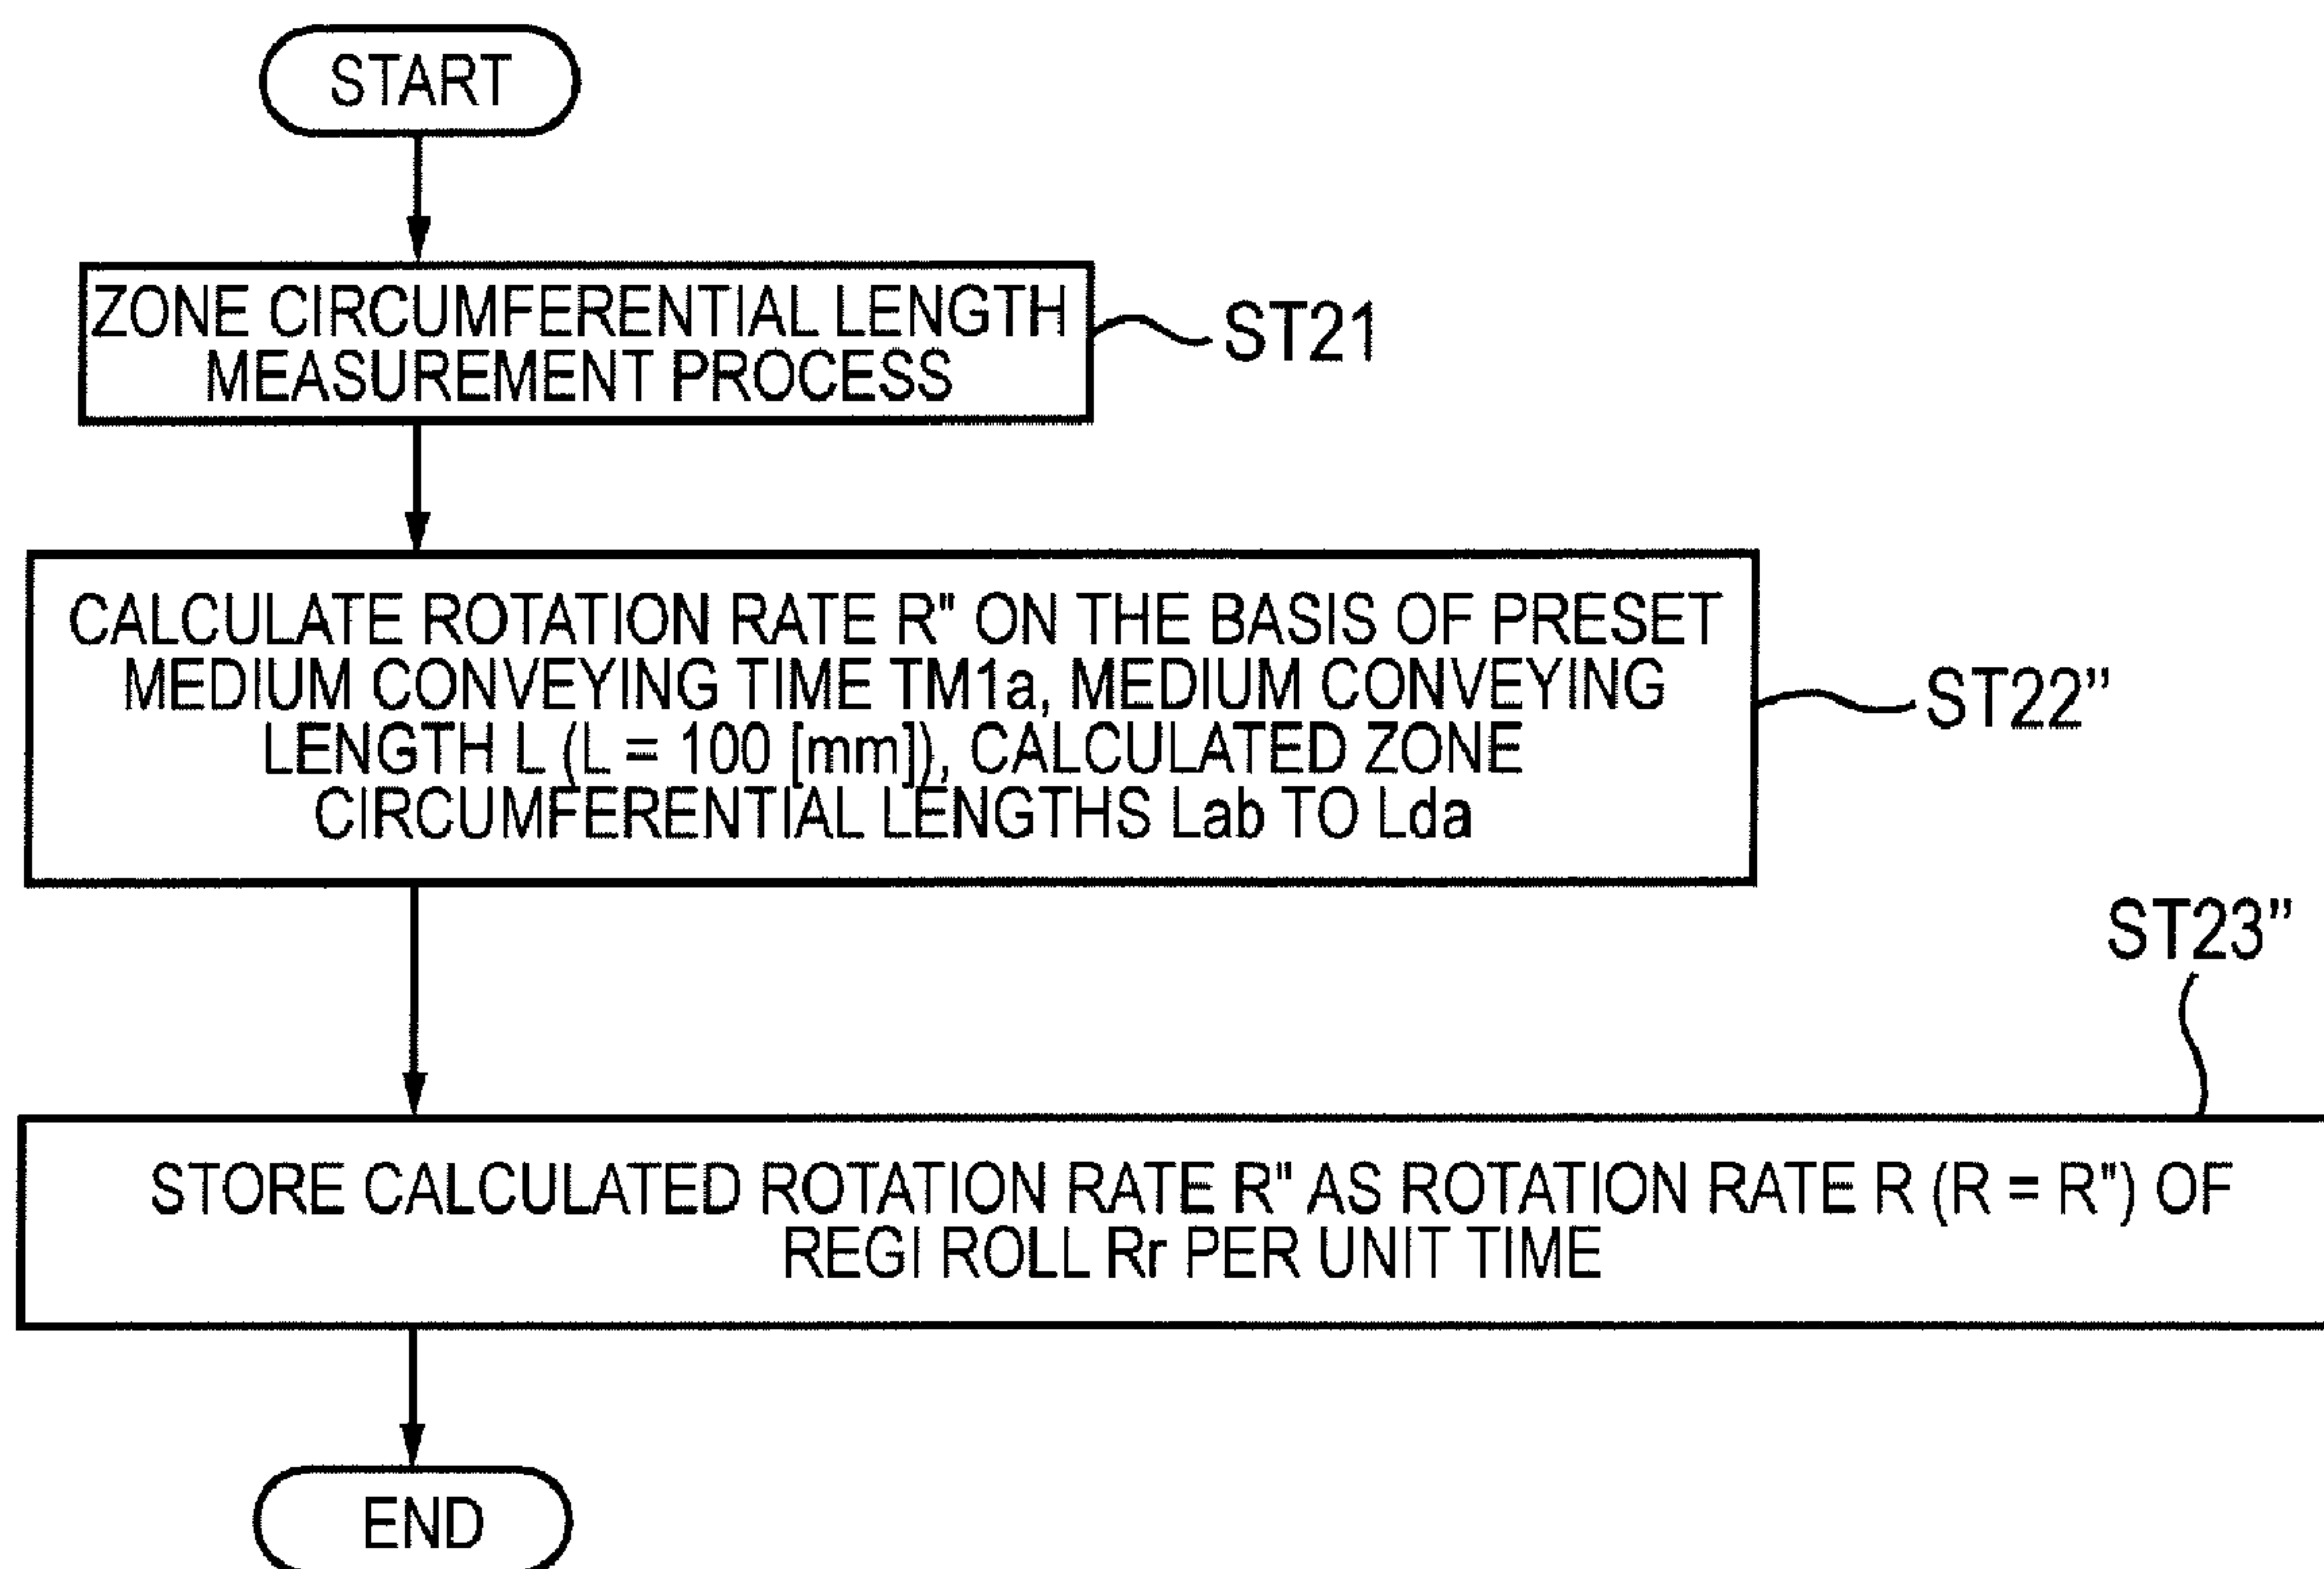 START
ZONE CIRCUMFERENTIAL LENGTH
MEASUREMENT PROCESS
ST21
CALCULATE ROTATION RATE R" ON THE BASIS OF PRESET
MEDIUM CONVEYING TIME TM1a, MEDIUM CONVEYING
LENGTH L (L = 100 [mm]), CALCULATED ZONE
CIRCUMFERENTIAL LENGTHS Lab TO Lda
ST22”
ST23”
STORE CALCULATED ROTATION RATE R" AS ROTATION RATE R (R = R") OF
REGI ROLL Rr PER UNIT TIME
END